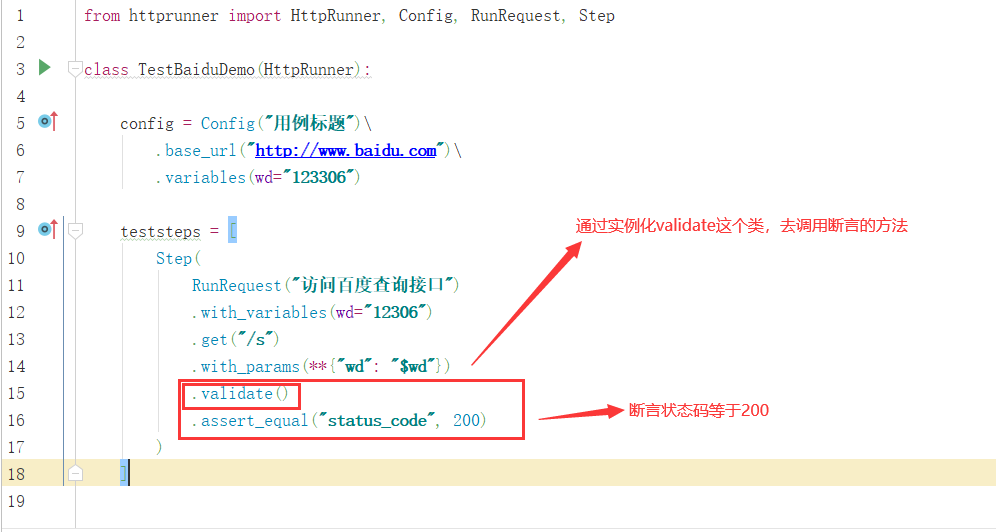 1 from httprunner import HttpRunner, Config, RunRequest, Step
2
3 class TestBaiduDemo(HttpRunner):
4
5 config = Config("用例标题")\
6 .base_url("http://www.baidu.com")\
7 .variables(wd="123306")
8
9 teststeps = [
通过实例化validate这个类，去调用断言的方法
10 Step(
11 RunRequest("访问百度查询接口")
12 .with_variables(wd="12306")
13 .get("/s")
14 .with_params(**{"wd": "$wd"})
15 .validate()
16 .assert_equal("status_code", 200)
断言状态码等于200
17 )
18 ]
19